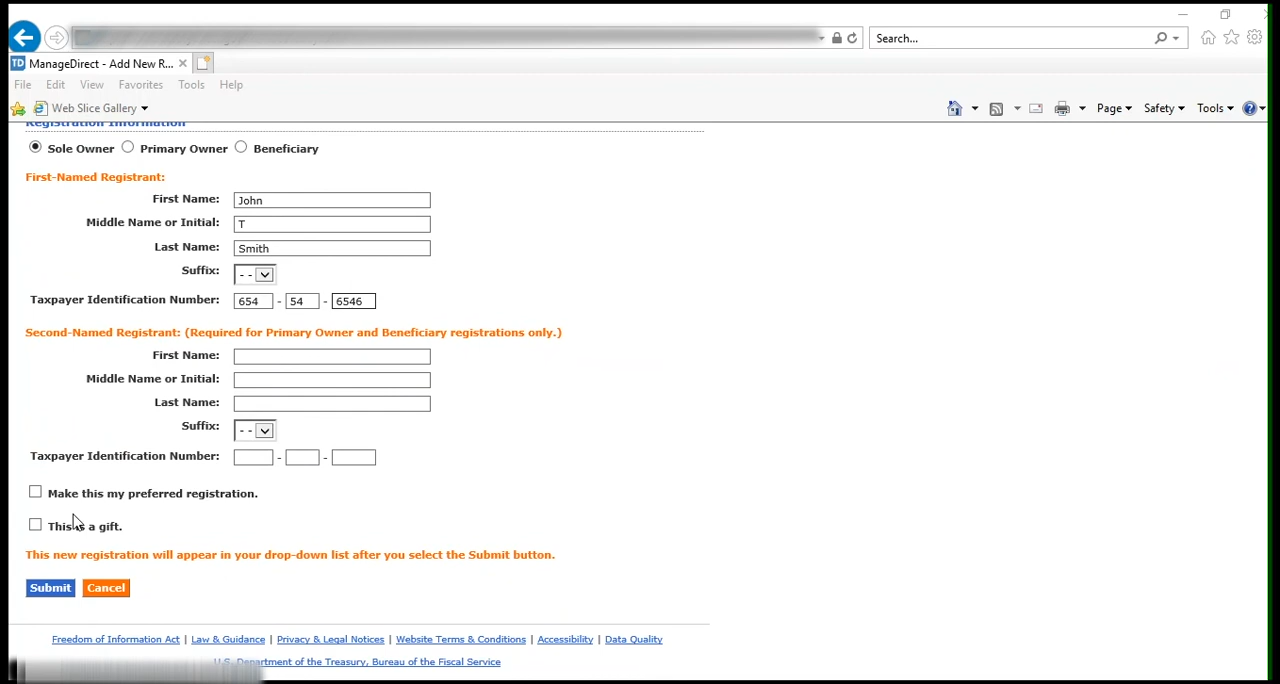 Search...
TD ManageDirect - Add New R...
File Edit View Favorites Tools Help
Web Slice Gallery
Page Safety Tools
Registration Information
Sole Owner Primary Owner Beneficiary
First-Named Registrant:
First Name: John
Middle Name or Initial: T
Last Name: Smith
Suffix: - -
Taxpayer Identification Number: 654 - 54 - 6546
Second-Named Registrant: (Required for Primary Owner and Beneficiary registrations only.)
First Name:
Middle Name or Initial:
Last Name:
Suffix: - -
Taxpayer Identification Number: - -
Make this my preferred registration.
This is a gift.
This new registration will appear in your drop-down list after you select the Submit button.
Submit Cancel
Freedom of Information Act | Law & Guidance | Privacy & Legal Notices | Website Terms & Conditions | Accessibility | Data Quality
U.S. Department of the Treasury, Bureau of the Fiscal Service